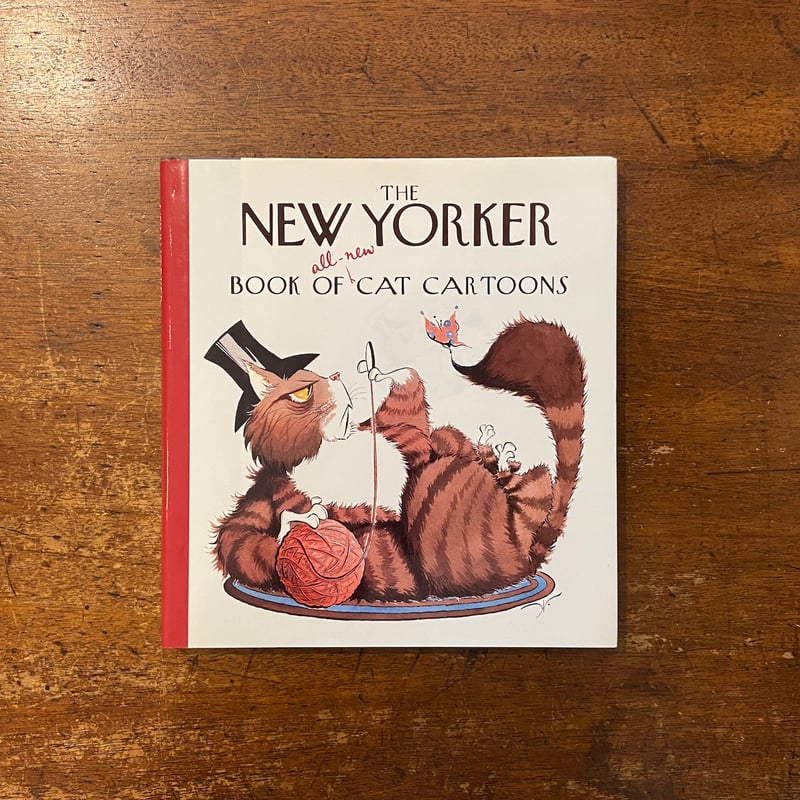 THE
NEW YORKER
all-new
BOOK OF CAT CARTOONS